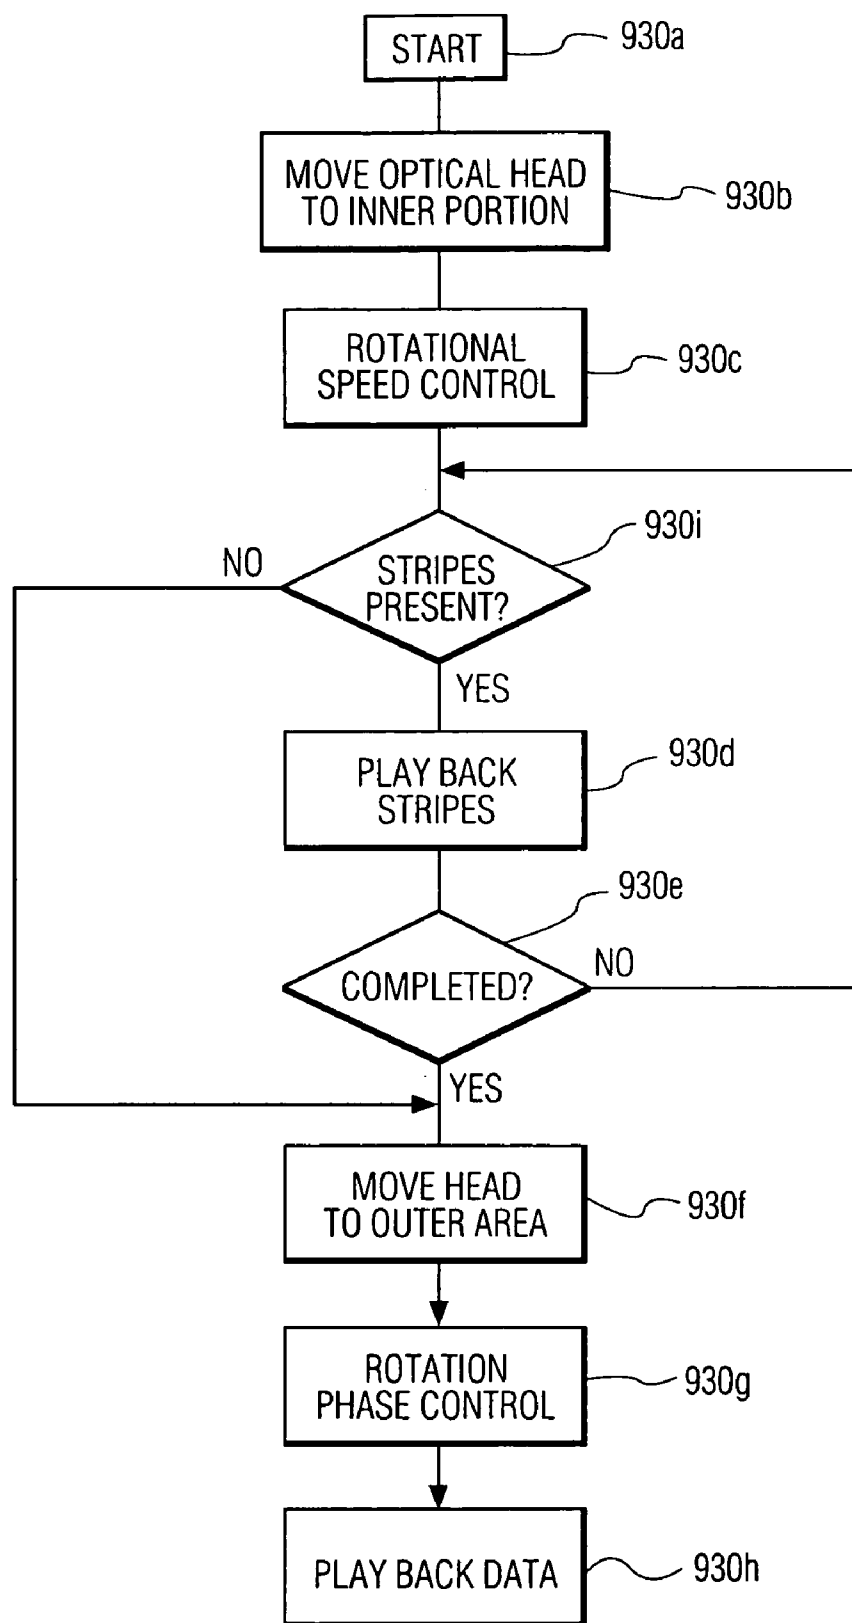 START
930a
MOVE OPTICAL HEAD
TO INNER PORTION
930b
ROTATIONAL
SPEED CONTROL
930c
930i
NO
STRIPES
PRESENT?
YES
PLAY BACK
STRIPES
930d
930e
COMPLETED?
NO
YES
MOVE HEAD
TO OUTER AREA
930f
ROTATION
PHASE CONTROL
930g
PLAY BACK DATA
930h